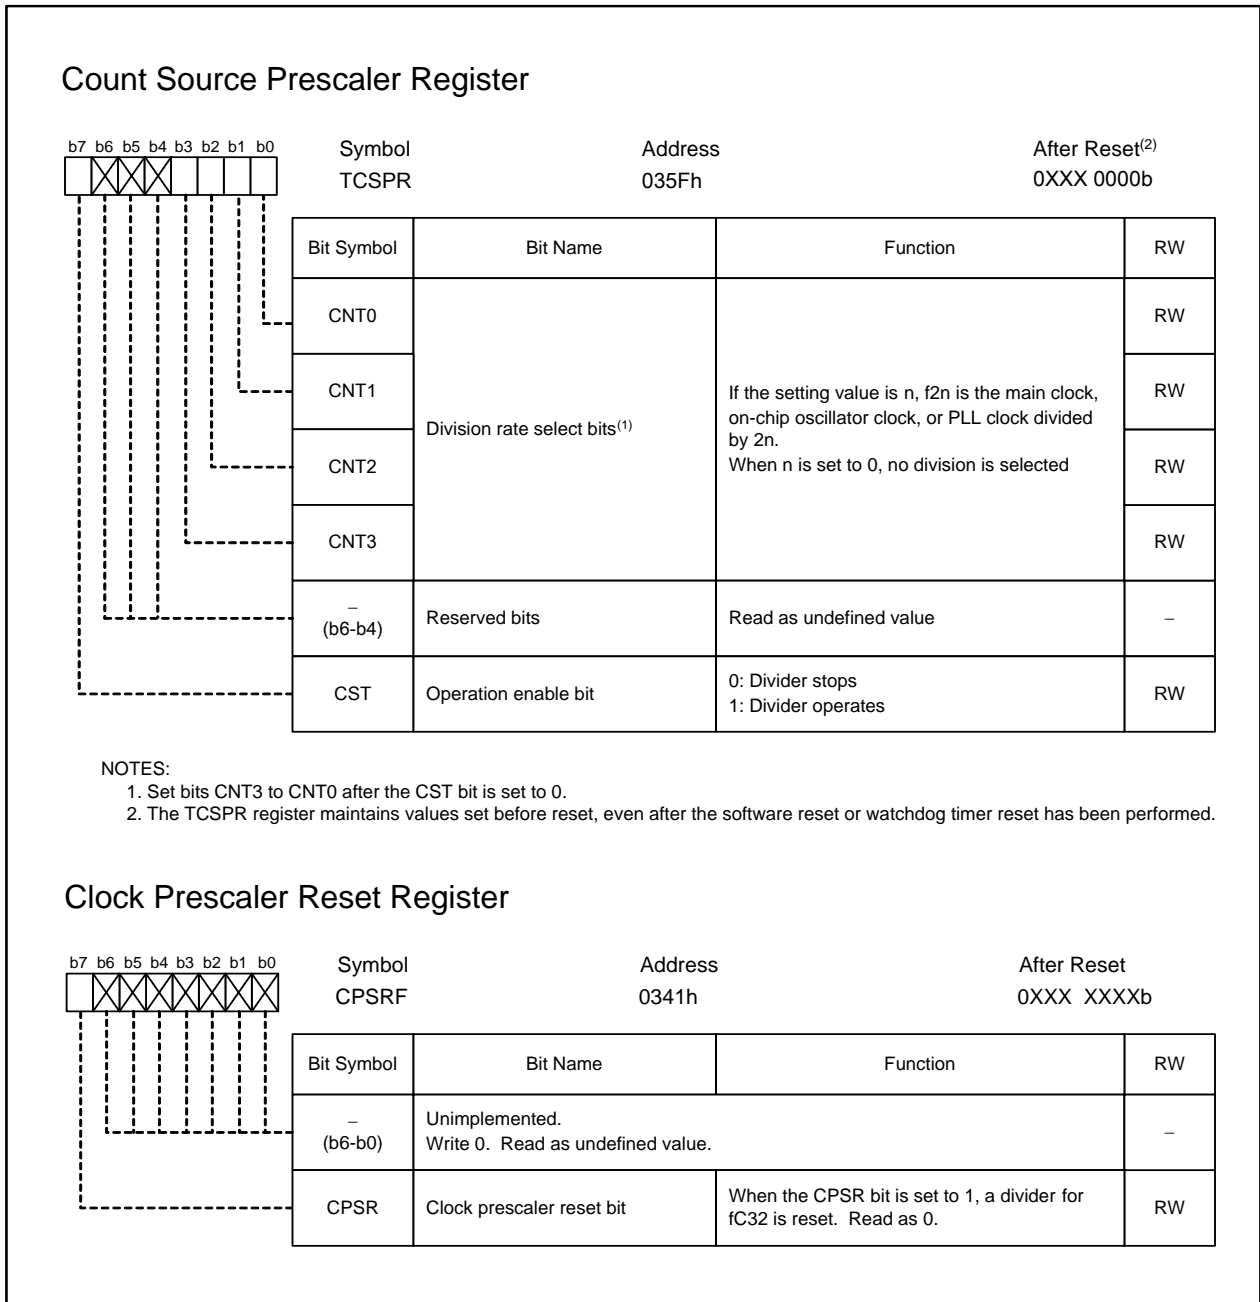 Count Source Prescaler Register
b7 b6 b5 b4 b3 b2 b1 b0
Symbol Address After Reset(2)
TCSPR 035Fh 0XXX 0000b
Bit Symbol Bit Name Function RW
CNT0 RW
CNT1 RW
CNT2 RW
CNT3 RW
Division rate select bits(1)
If the setting value is n, f2n is the main clock,
on-chip oscillator clock, or PLL clock divided
by 2n.
When n is set to 0, no division is selected
–
(b6-b4) Reserved bits Read as undefined value –
CST Operation enable bit
0: Divider stops
1: Divider operates
RW
NOTES:
1. Set bits CNT3 to CNT0 after the CST bit is set to 0.
2. The TCSPR register maintains values set before reset, even after the software reset or watchdog timer reset has been performed.
Clock Prescaler Reset Register
b7 b6 b5 b4 b3 b2 b1 b0
Symbol Address After Reset
CPSRF 0341h 0XXX XXXXb
Bit Symbol Bit Name Function RW
–
(b6-b0)
Unimplemented.
Write 0. Read as undefined value.
–
CPSR Clock prescaler reset bit
When the CPSR bit is set to 1, a divider for
fC32 is reset. Read as 0.
RW